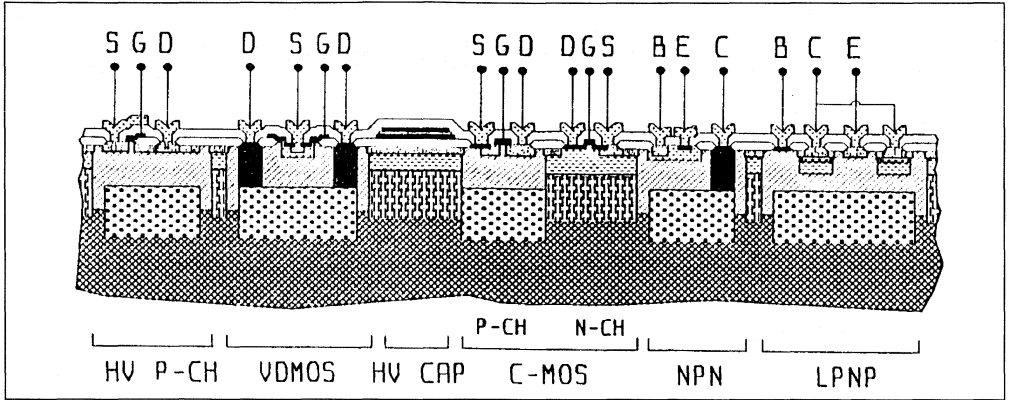 S G D D S G D S G D D G S B E C B C E
P-CH N-CH
HV P-CH VDMOS HV CAP C-MOS NPN LPNP